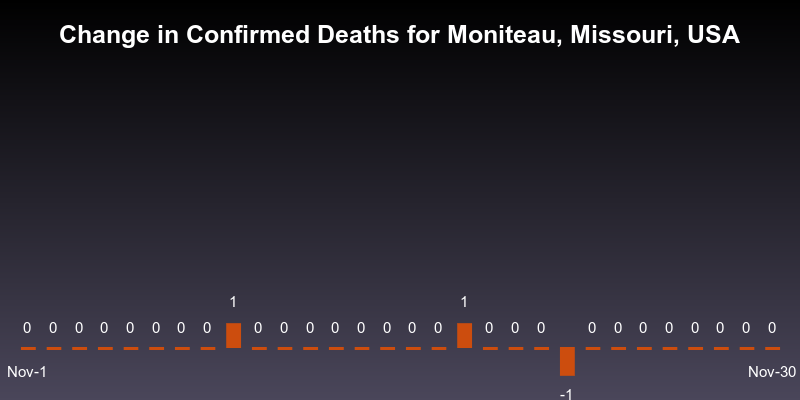 Change in Confirmed Deaths for Moniteau, Missouri, USA
1 1
0 0 0 0 0 0 0 0 0 0 0 0 0 0 0 0 0 0 0 0 0 0 0 0 0 0 0
Nov-1 Nov-30
-1